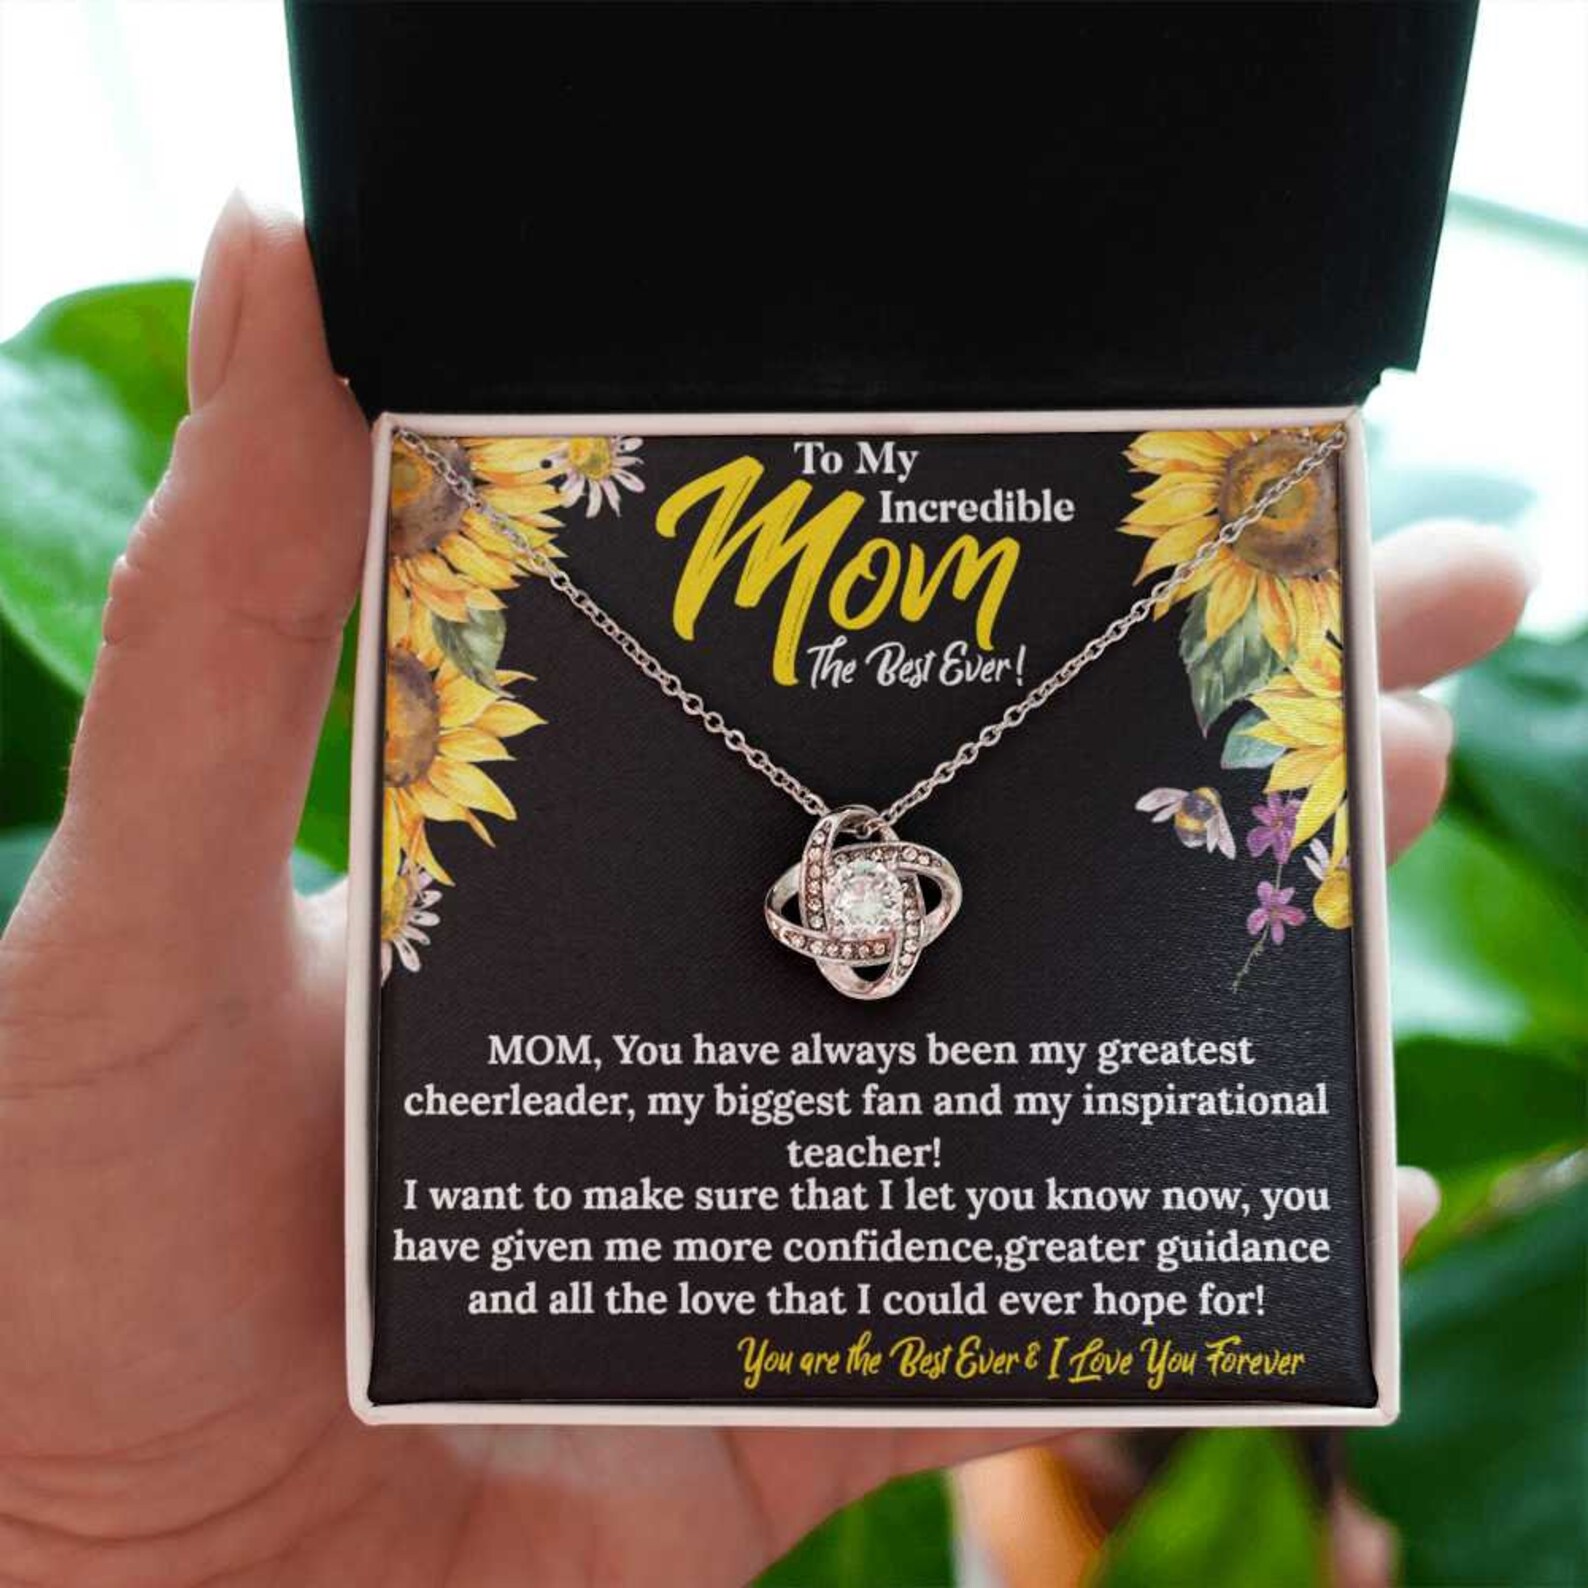 To My
Incredible
Mom
The Best Ever!
MOM, You have always been my greatest
cheerleader, my biggest fan and my inspirational
teacher!
I want to make sure that I let you know now, you
have given me more confidence,greater guidance
and all the love that I could ever hope for!
You are the Best Ever & I Love You Forever